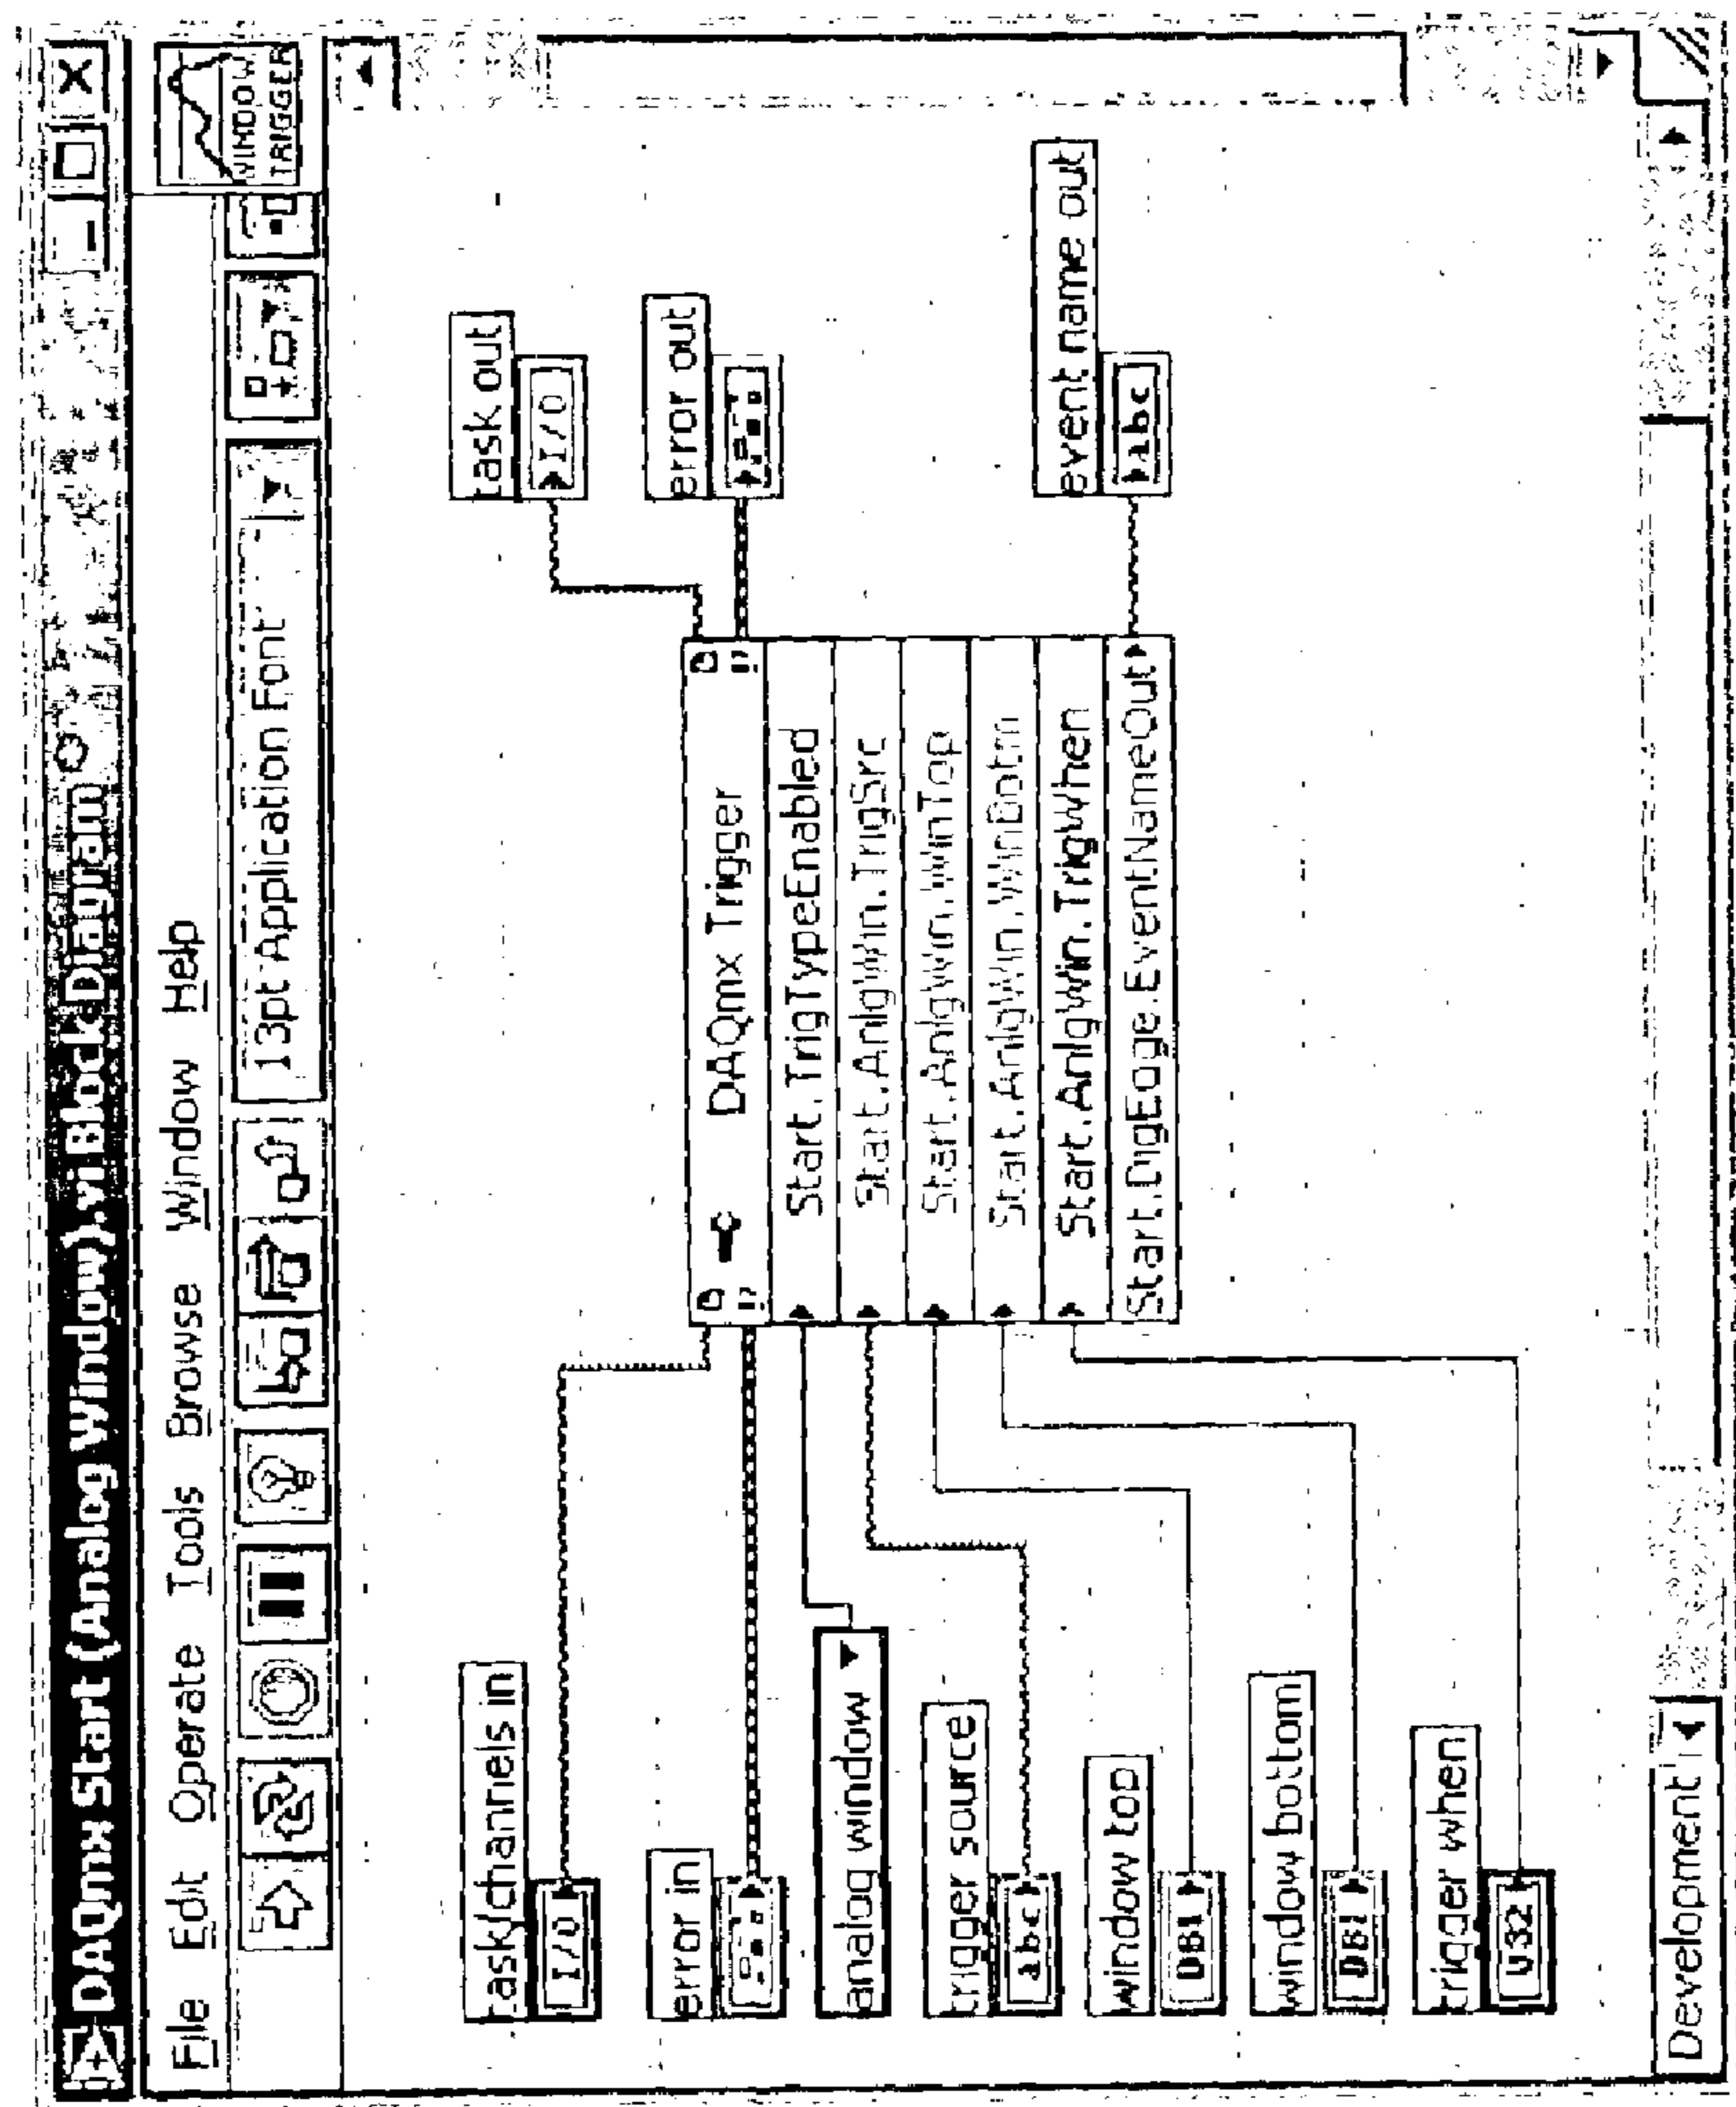 DAQmx Start (Analog Window).vi Block Diagram
File Edit Operate Tools Browse Window Help
13pt Application Font
WINDOW
TRIGGER
task/channels in
I/O
error in
analog window
trigger source
abc
window top
DBL
window bottom
DBL
trigger when
U32
DAQmx Trigger
Start.TrigTypeEnabled
Start.AnlgWin.TrigSrc
Start.AnlgWin.WinTop
Start.AnlgWin.WinBotm
Start.AnlgWin.TrigWhen
Start.DigEdge.EventNameOut
task out
I/O
error out
event name out
abc
Development